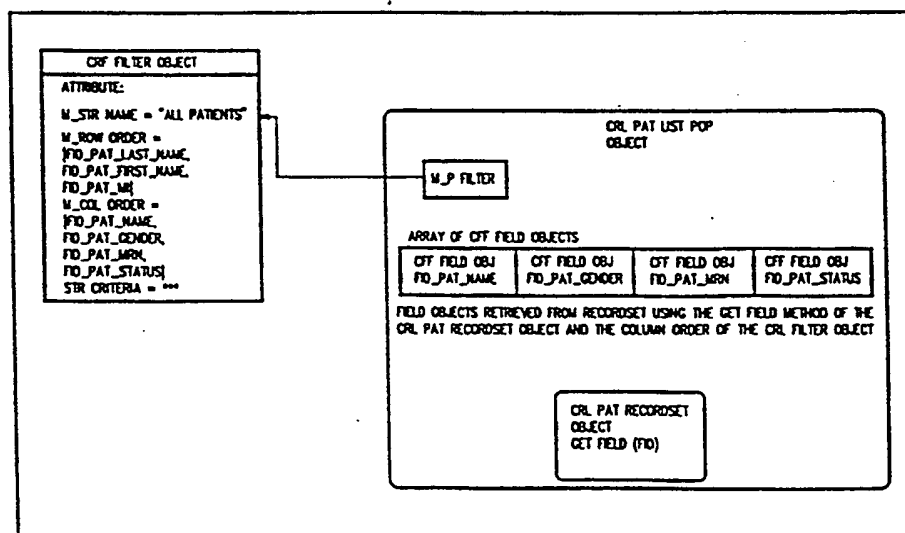 CRF FILTER OBJECT
ATTRIBUTE:
M_STR NAME = "ALL PATIENTS"
M_ROW ORDER =
}FID_PAT_LAST_NAME,
FID_PAT_FIRST_NAME,
FID_PAT_MI{
M_COL ORDER =
}FID_PAT_NAME,
FID_PAT_GENDER,
FID_PAT_MRN,
FID_PAT_STATUS{
STR CRITERIA = """
CRL PAT LIST POP
OBJECT
M_P FILTER
ARRAY OF CFF FIELD OBJECTS
CFF FIELD OBJ CFF FIELD OBJ CFF FIELD OBJ CFF FIELD OBJ
FID_PAT_NAME FID_PAT_GENDER FID_PAT_MRN FID_PAT_STATUS
FIELD OBJECTS RETRIEVED FROM RECORDSET USING THE GET FIELD METHOD OF THE
CRL PAT RECORDSET OBJECT AND THE COLUMN ORDER OF THE CRL FILTER OBJECT
CRL PAT RECORDSET
OBJECT
GET FIELD (FID)